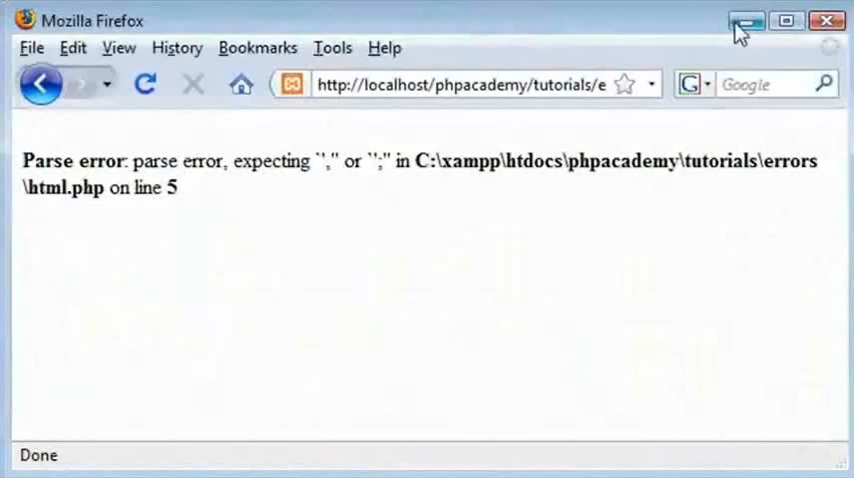 Mozilla Firefox
File Edit View History Bookmarks Tools Help
http://localhost/phpacademy/tutorials/e
G Google
Parse error: parse error, expecting `',' or `';' in C:\xampp\htdocs\phpacademy\tutorials\errors
\html.php on line 5
Done